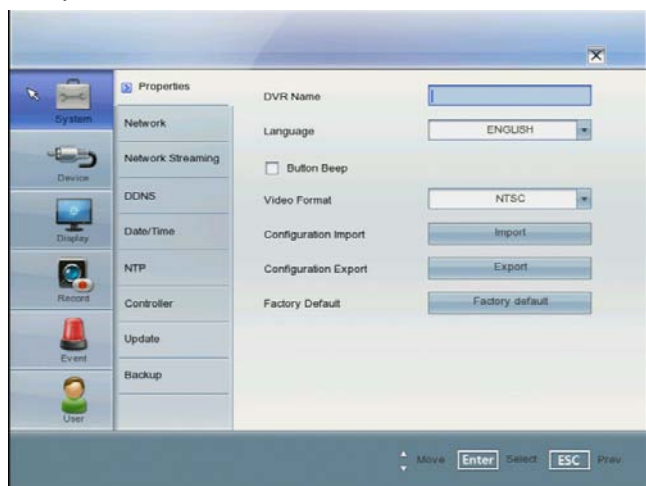 System
Device
Display
Record
Event
User
Properties
Network
Network Streaming
DDNS
Date/Time
NTP
Controller
Update
Backup
DVR Name
Language ENGLISH
Button Beep
Video Format NTSC
Configuration Import Import
Configuration Export Export
Factory Default Factory default
Move Enter Select ESC Prev